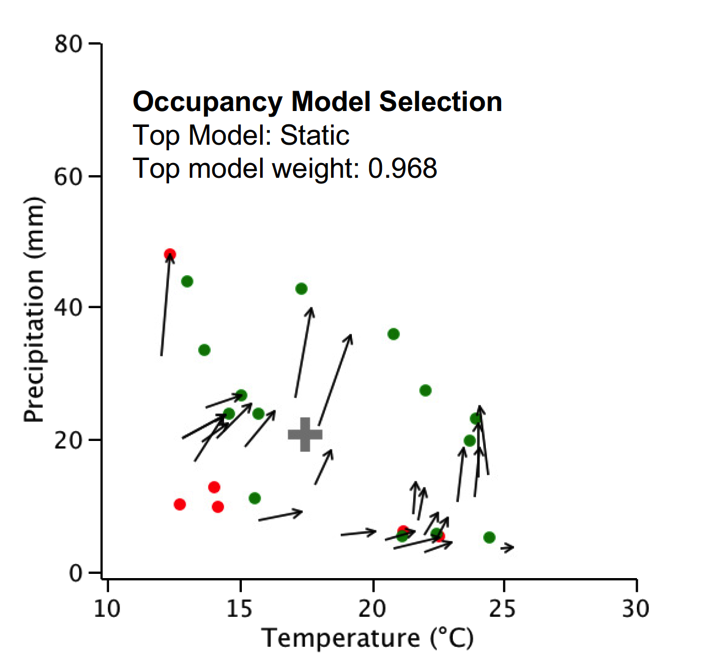 80
Occupancy Model Selection
Top Model: Static
Top model weight: 0.968
60
40
20
0
Precipitation (mm)
10 15 20 25 30
Temperature (°C)